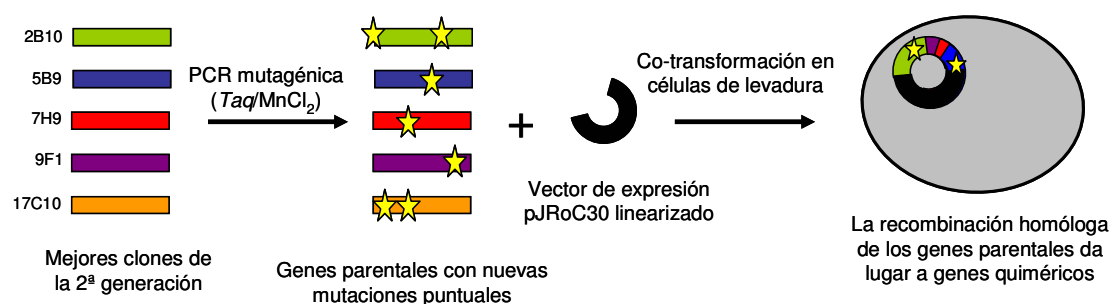 2B10
5B9
7H9
9F1
17C10
Mejores clones de
la 2ª generación
PCR mutagénica
(Taq/MnCl2)
Genes parentales con nuevas
mutaciones puntuales
+
Vector de expresión
pJRoC30 linearizado
Co-transformación en
células de levadura
La recombinación homóloga
de los genes parentales da
lugar a genes quiméricos